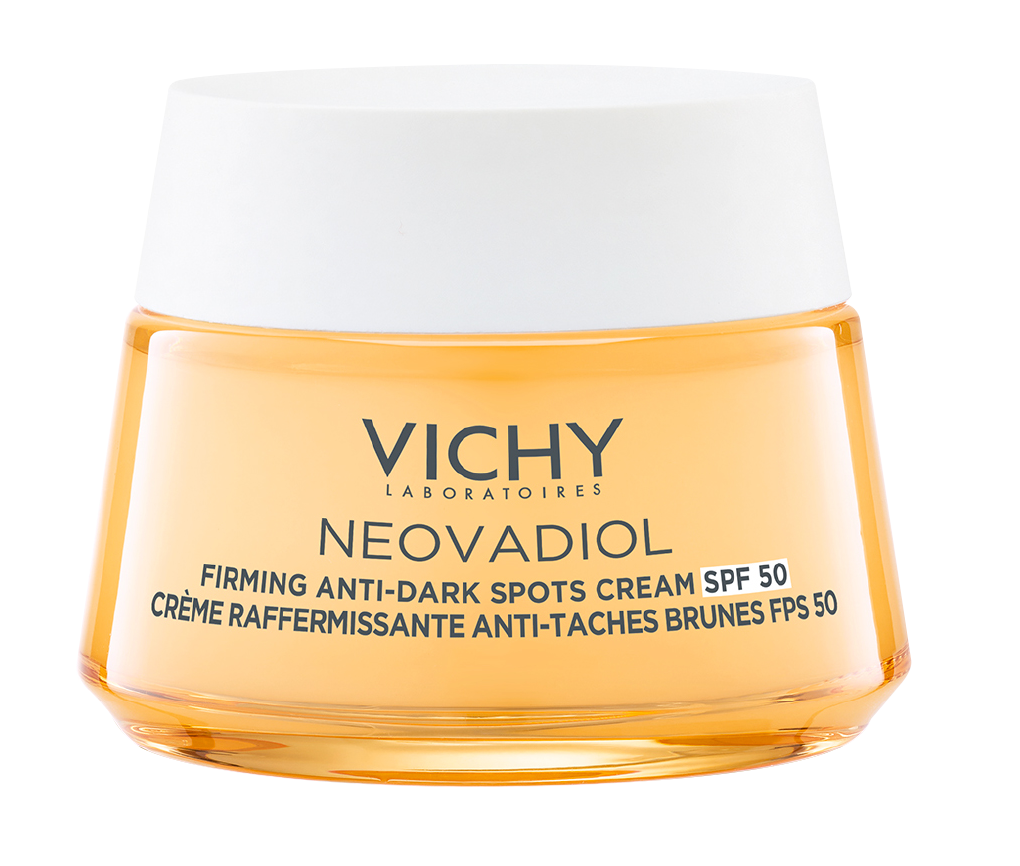 VICHY
LABORATOIRES
NEOVADIOL
FIRMING ANTI-DARK SPOTS CREAM SPF 50
CRÈME RAFFERMISSANTE ANTI-TACHES BRUNES FPS 50